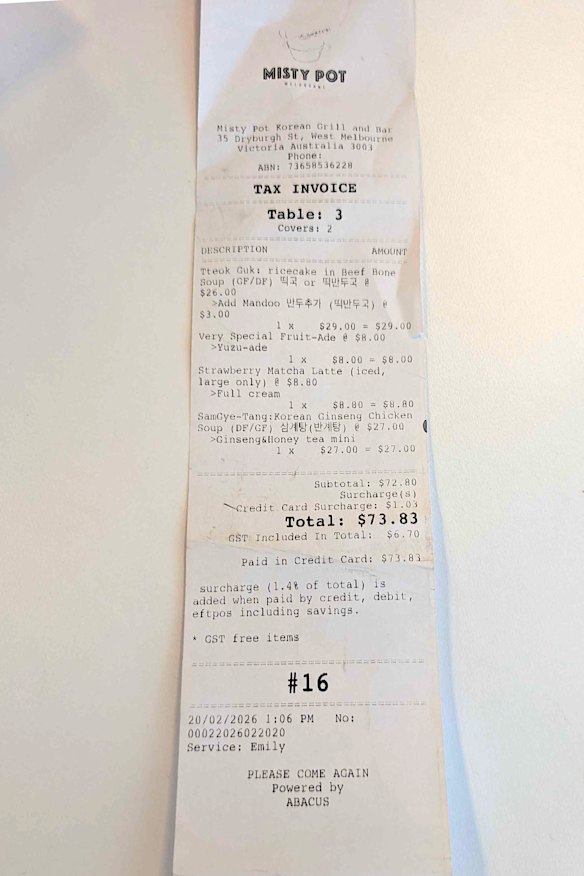 MISTY POT
MELBOURNE
Misty Pot Korean Grill and Bar
35 Dryburgh St, West Melbourne
Victoria Australia 3003
Phone:
ABN: 73658536228
TAX INVOICE
Table: 3
Covers: 2
DESCRIPTION AMOUNT
Tteok Guk: ricecake in Beef Bone
Soup (GF/DF) 떡국 or 떡만두국 @
$26.00
>Add Mandoo 만두추가 (떡만두국) @
$3.00
1 x $29.00 = $29.00
Very Special Fruit-Ade @ $8.00
>Yuzu-ade
1 x $8.00 = $8.00
Strawberry Matcha Latte (iced,
large only) @ $8.80
>Full cream
1 x $8.80 = $8.80
SamGye-Tang:Korean Ginseng Chicken
Soup (DF/GF) 삼계탕(반계탕) @ $27.00
>Ginseng&Honey tea mini
1 x $27.00 = $27.00
Subtotal: $72.80
Surcharge(s)
Credit Card Surcharge: $1.03
Total: $73.83
GST Included In Total: $6.70
Paid in Credit Card: $73.83
surcharge (1.4% of total) is
added when paid by credit, debit,
eftpos including savings.
* GST free items
#16
20/02/2026 1:06 PM No:
00022026022020
Service: Emily
PLEASE COME AGAIN
Powered by
ABACUS